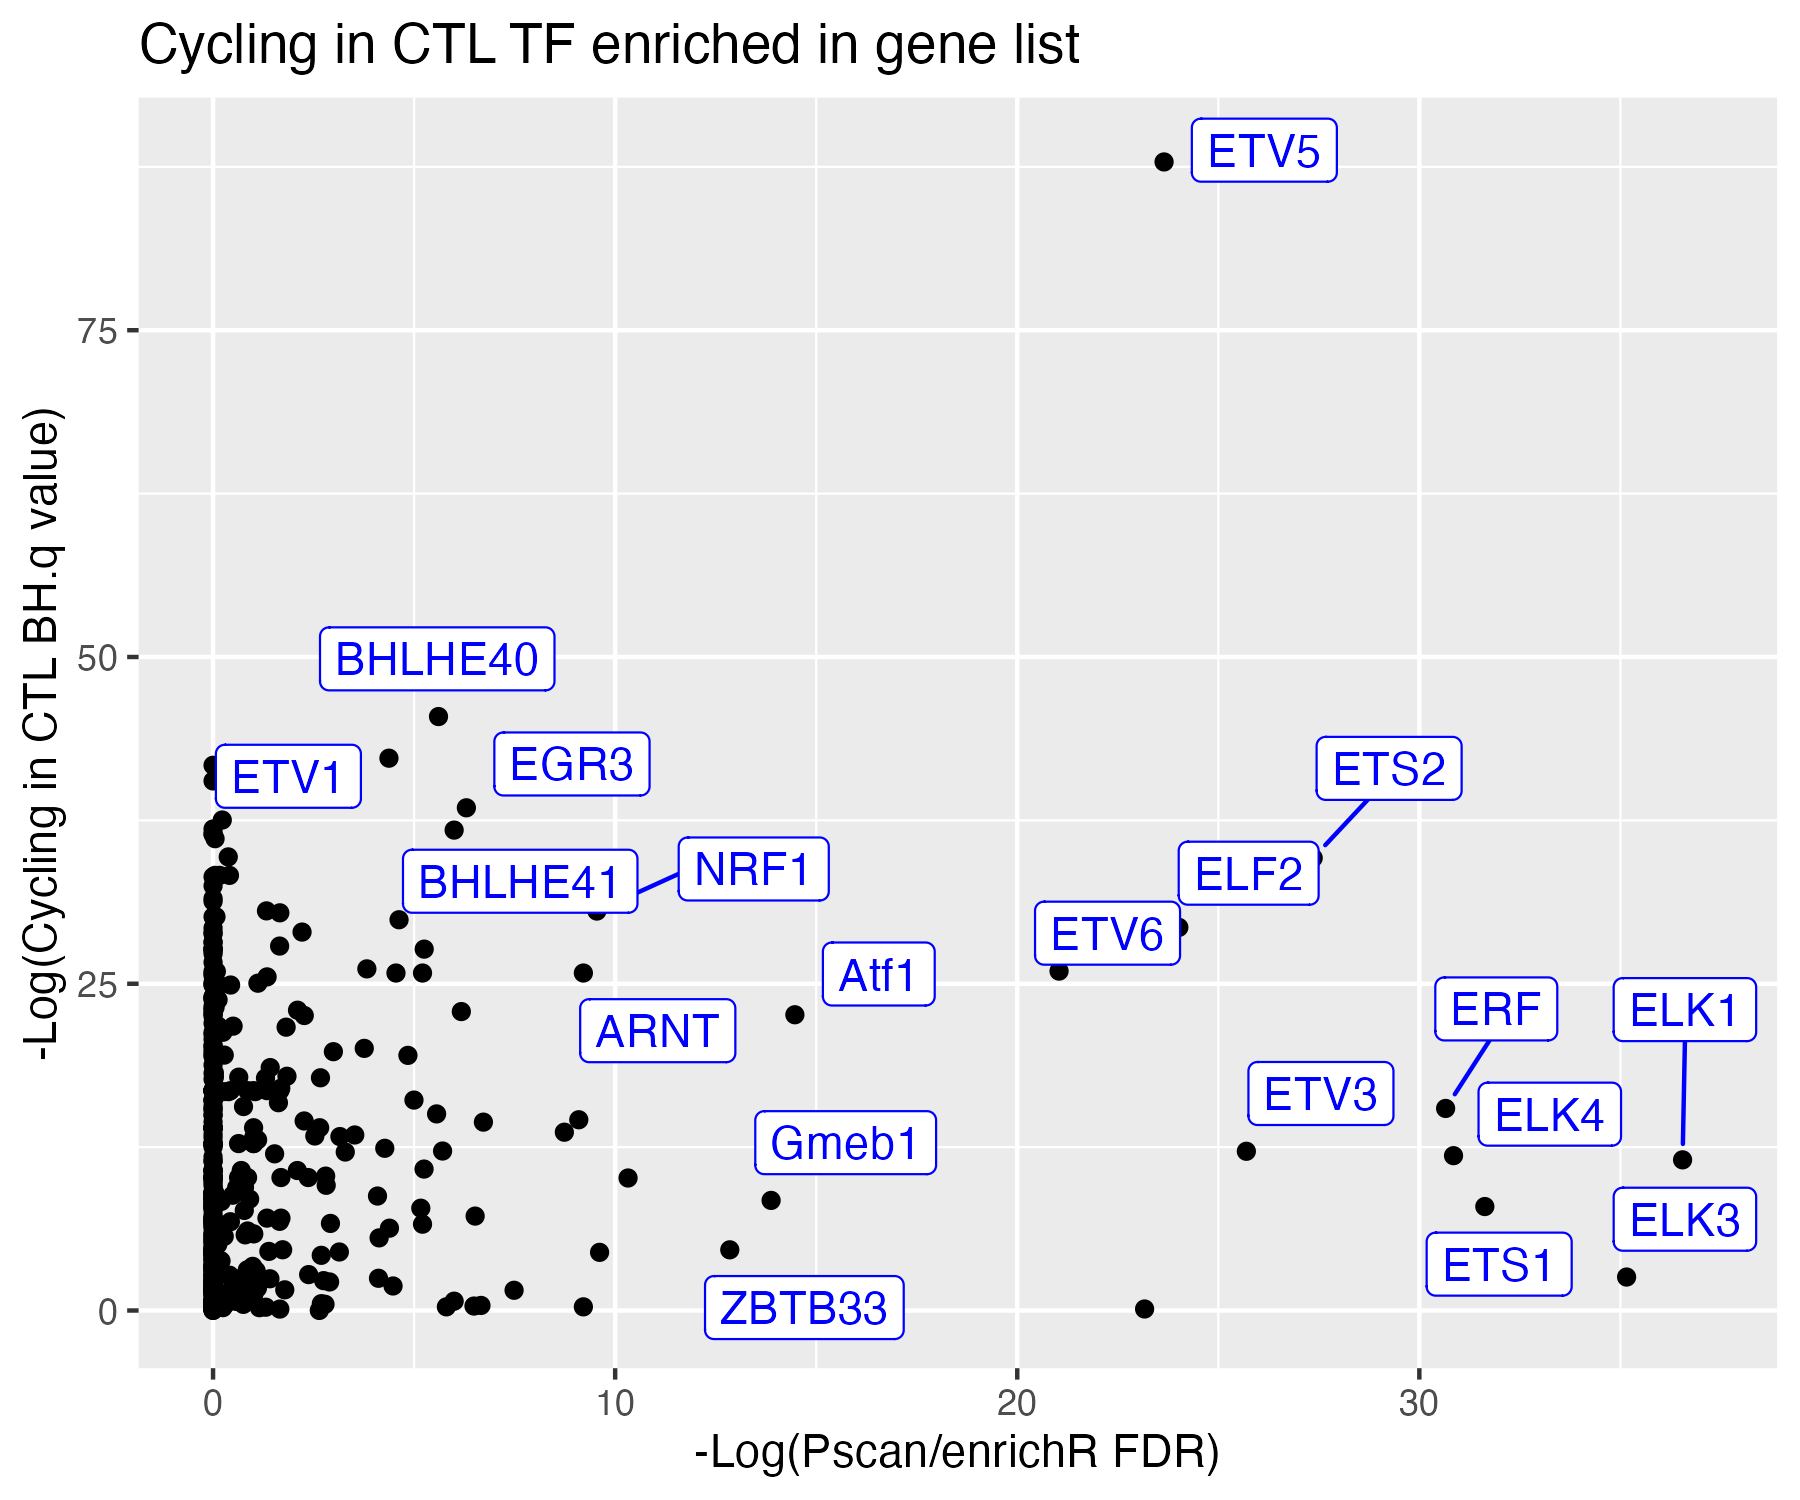 Cycling in CTL TF enriched in gene list
-Log(Cycling in CTL BH.q value)
75
50
25
0
ETV5
BHLHE40
EGR3
ETV1
ETS2
NRF1
BHLHE41
ELF2
ETV6
Atf1
ERF
ELK1
ARNT
ETV3
ELK4
Gmeb1
ELK3
ETS1
ZBTB33
0
10
20
30
-Log(Pscan/enrichR FDR)